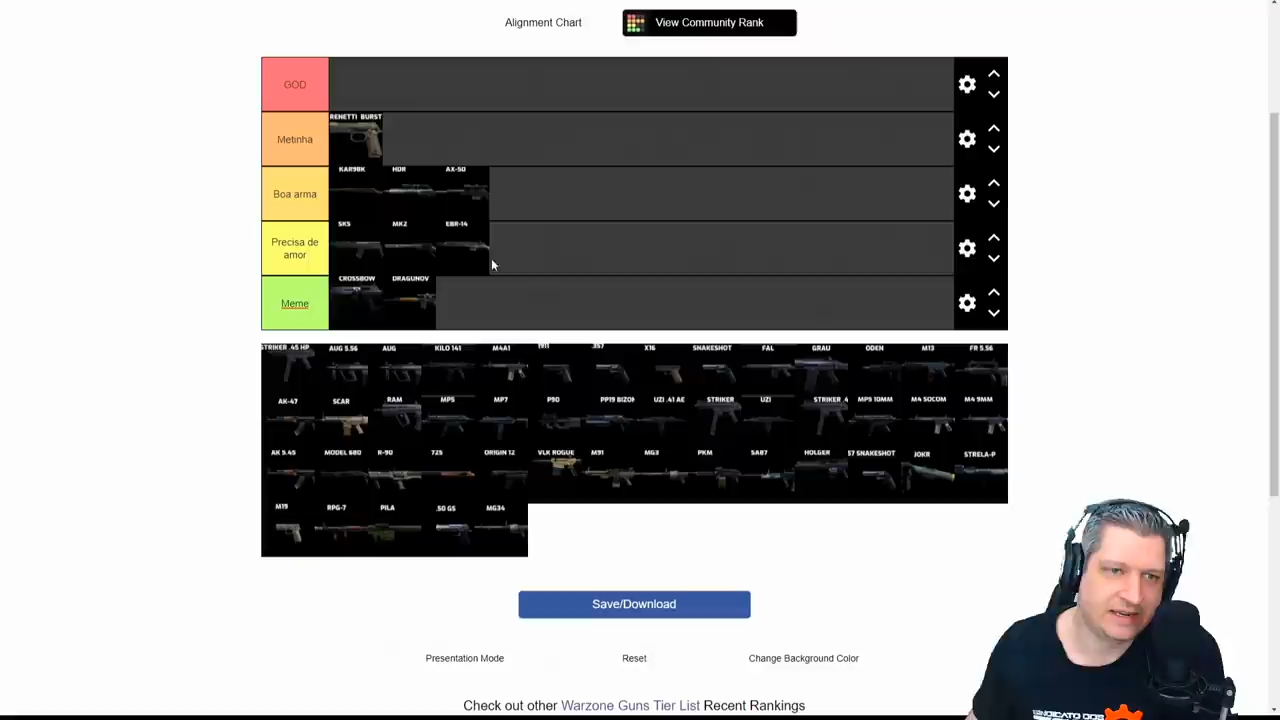 Alignment Chart
View Community Rank
GOD
Metinha
RENETTI BURST
Boa arma
KAR98K HDR AX-50
Precisa de
amor
SKS MK2 EBR-14
Meme
CROSSBOW DRAGUNOV
STRIKER .45 HP AUG 5.56 AUG KILO 141 M4A1 1911 .357 X16 SNAKESHOT FAL GRAU ODEN M13 FR 5.56
AK-47 SCAR RAM MP5 MP7 P90 PP19 BIZON UZI .41 AE STRIKER UZI STRIKER .4 MP5 10MM M4 SOCOM M4 9MM
AK 5.45 MODEL 680 R-90 725 ORIGIN 12 VLK ROGUE M91 MG3 PKM SA87 HOLGER 57 SNAKESHOT JOKR STRELA-P
M19 RPG-7 PILA .50 GS MG34
Save/Download
Presentation Mode Reset Change Background Color
Check out other Warzone Guns Tier List Recent Rankings
SINDICATO DOS